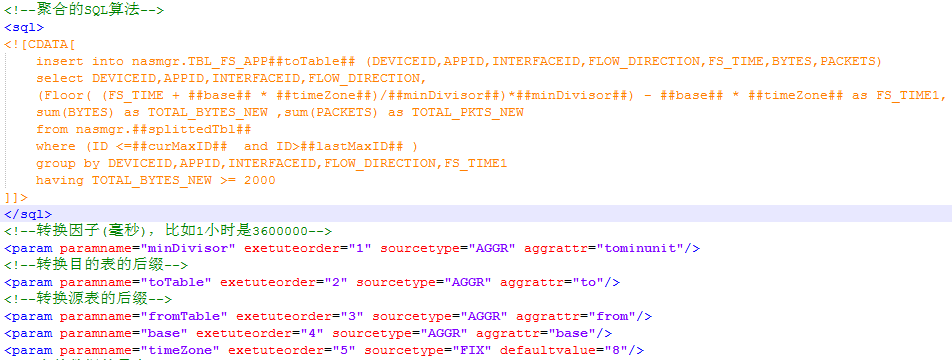 <!--聚合的SQL算法-->
<sql>
<![CDATA[
insert into nasmgr.TBL_FS_APP##toTable## (DEVICEID,APPID,INTERFACEID,FLOW_DIRECTION,FS_TIME,BYTES,PACKETS)
select DEVICEID,APPID,INTERFACEID,FLOW_DIRECTION,
(Floor( (FS_TIME + ##base## * ##timeZone##)/##minDivisor##)*##minDivisor##) - ##base## * ##timeZone## as FS_TIME1,
sum(BYTES) as TOTAL_BYTES_NEW ,sum(PACKETS) as TOTAL_PKTS_NEW
from nasmgr.##splittedTbl##
where (ID <=##curMaxID##  and ID>##lastMaxID## )
group by DEVICEID,APPID,INTERFACEID,FLOW_DIRECTION,FS_TIME1
having TOTAL_BYTES_NEW >= 2000
]]>
</sql>
<!--转换因子(毫秒), 比如1小时是3600000-->
<param paramname="minDivisor" exetuteorder="1" sourcetype="AGGR" aggrattr="tominunit"/>
<!--转换目的表的后缀-->
<param paramname="toTable" exetuteorder="2" sourcetype="AGGR" aggrattr="to"/>
<!--转换源表的后缀-->
<param paramname="fromTable" exetuteorder="3" sourcetype="AGGR" aggrattr="from"/>
<param paramname="base" exetuteorder="4" sourcetype="AGGR" aggrattr="base"/>
<param paramname="timeZone" exetuteorder="5" sourcetype="FIX" defaultvalue="8"/>